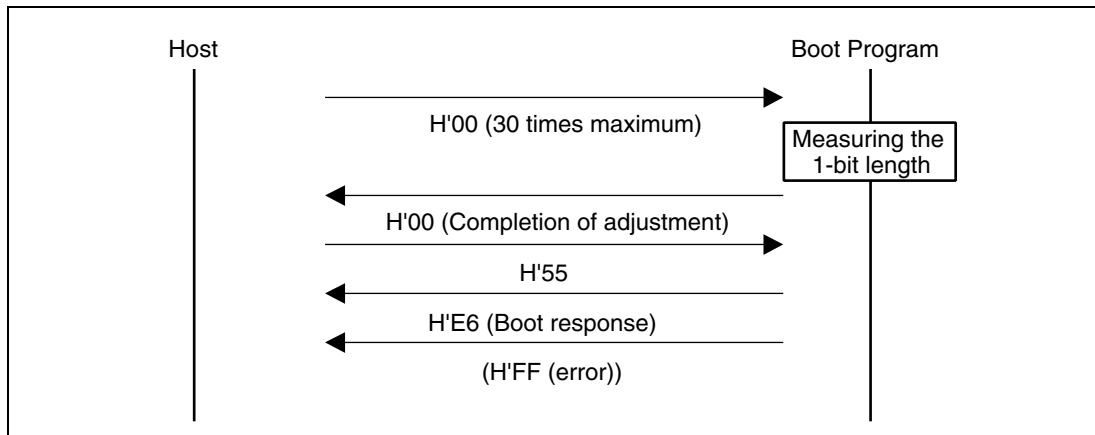 Host
Boot Program
H'00 (30 times maximum)
Measuring the
1-bit length
H'00 (Completion of adjustment)
H'55
H'E6 (Boot response)
(H'FF (error))